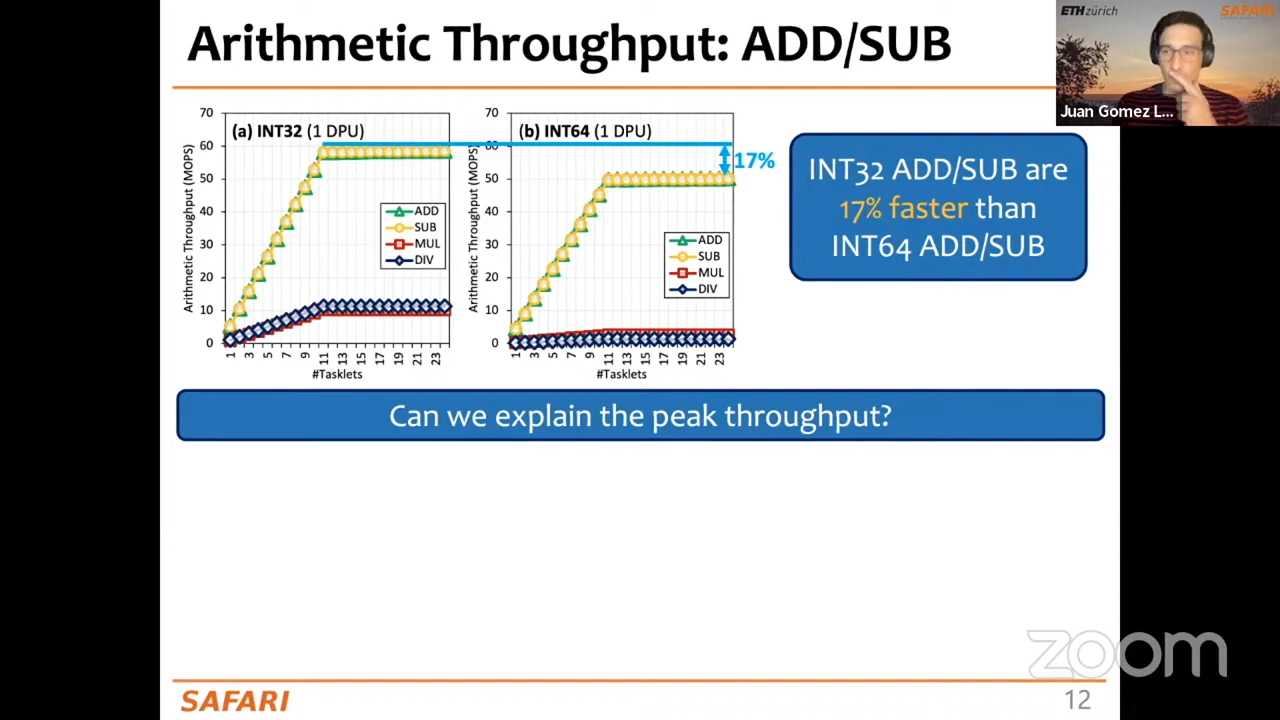 Arithmetic Throughput: ADD/SUB
ETH zürich
SAFARI
Juan Gomez L...
70
60
50
40
30
20
10
0
Arithmetic Throughput (MOPS)
(a) INT32 (1 DPU)
ADD
SUB
MUL
DIV
1 3 5 7 9 11 13 15 17 19 21 23
#Tasklets
70
60
50
40
30
20
10
0
Arithmetic Throughput (MOPS)
(b) INT64 (1 DPU)
ADD
SUB
MUL
DIV
1 3 5 7 9 11 13 15 17 19 21 23
#Tasklets
17%
INT32 ADD/SUB are
17% faster than
INT64 ADD/SUB
Can we explain the peak throughput?
zoom
SAFARI
12